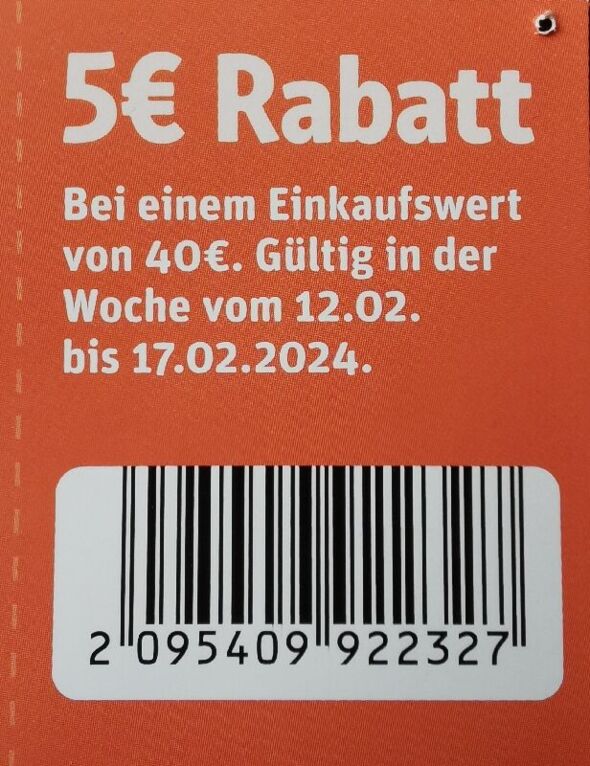 5€ Rabatt
Bei einem Einkaufswert
von 40€. Gültig in der
Woche vom 12.02.
bis 17.02.2024.
2 095409 922327